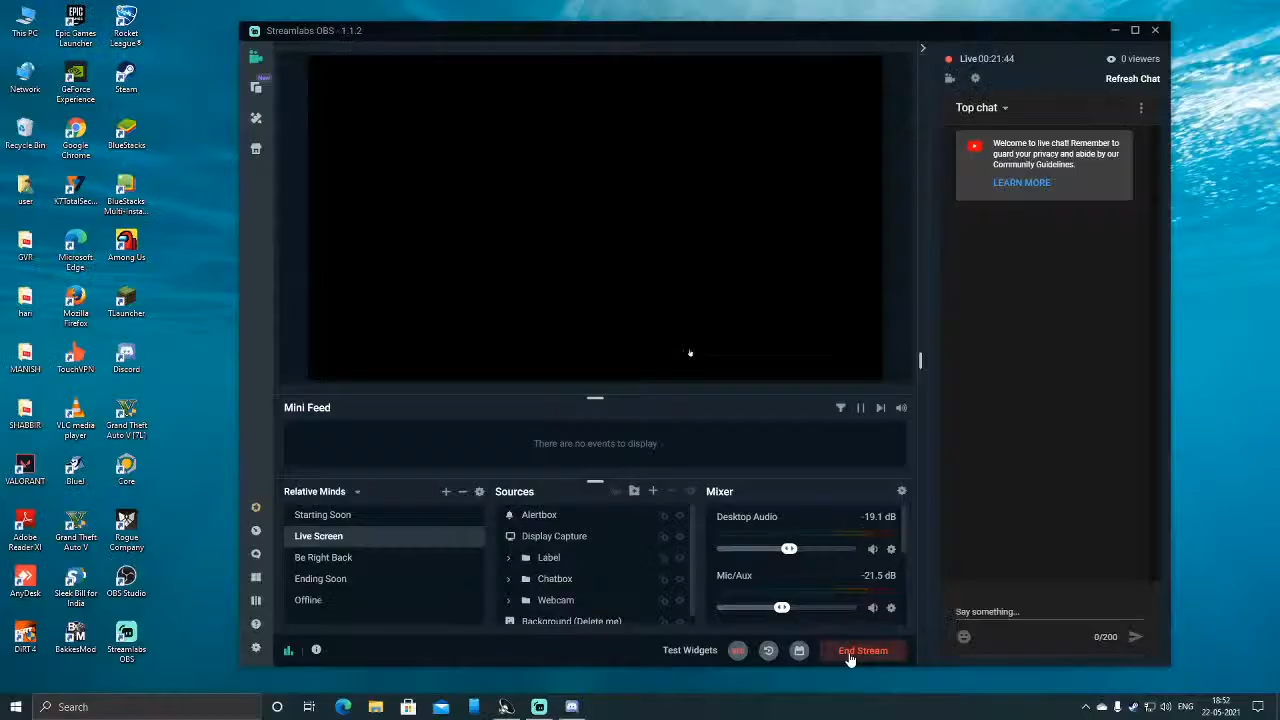 This PC
Epic Games
Launcher
Rocket
League®
Network
GeForce
Experience
Steam
Recycle Bin
Google
Chrome
BlueStacks
user
K7TotalSec...
BlueStacks
Multi-Insta...
GVR
Microsoft
Edge
Among Us
hari
Mozilla
Firefox
TLauncher
MANISH
TouchVPN
Discord
SHABBIR
VLC media
player
Grand Theft
Auto V [7L]
VALORANT
BlueJ
Core
Adobe
Reader XI
Grand Theft
Auto V
Rogue
Company
AnyDesk
Sleek Bill for
India
OBS Studio
DiRT 4
BakkesMod
Streamlabs
OBS
Streamlabs OBS - 1.1.2
New
Live 00:21:44
0 viewers
Refresh Chat
Top chat
Welcome to live chat! Remember to
guard your privacy and abide by our
Community Guidelines.
LEARN MORE
Mini Feed
There are no events to display
Relative Minds
Starting Soon
Live Screen
Be Right Back
Ending Soon
Offline
Sources
Alertbox
Display Capture
Label
Chatbox
Webcam
Background (Delete me)
Mixer
Desktop Audio -19.1 dB
Mic/Aux -21.5 dB
Test Widgets
REC
End Stream
Say something...
0/200
Search
ENG
18:52
22-05-2021